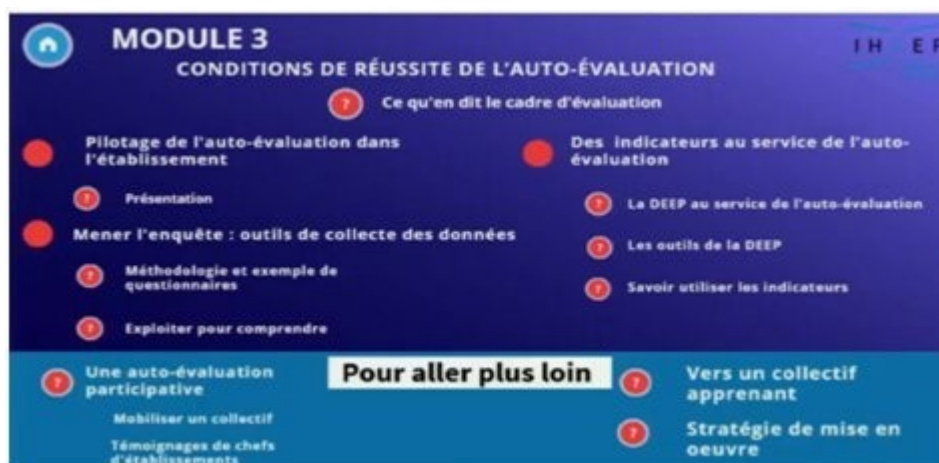 MODULE 3
IH ER
CONDITIONS DE RÉUSSITE DE L'AUTO-ÉVALUATION
? Ce qu'en dit le cadre d'évaluation
Pilotage de l'auto-évaluation dans
l'établissement
? Présentation
Mener l'enquête : outils de collecte des données
? Méthodologie et exemple de
questionnaires
? Exploiter pour comprendre
Des indicateurs au service de l'auto-
évaluation
? La DEEP au service de l'auto-évaluation
? Les outils de la DEEP
? Savoir utiliser les indicateurs
Pour aller plus loin
? Une auto-évaluation
participative
Mobiliser un collectif
Témoignages de chefs
d'établissements
? Vers un collectif
apprenant
? Stratégie de mise en
oeuvre